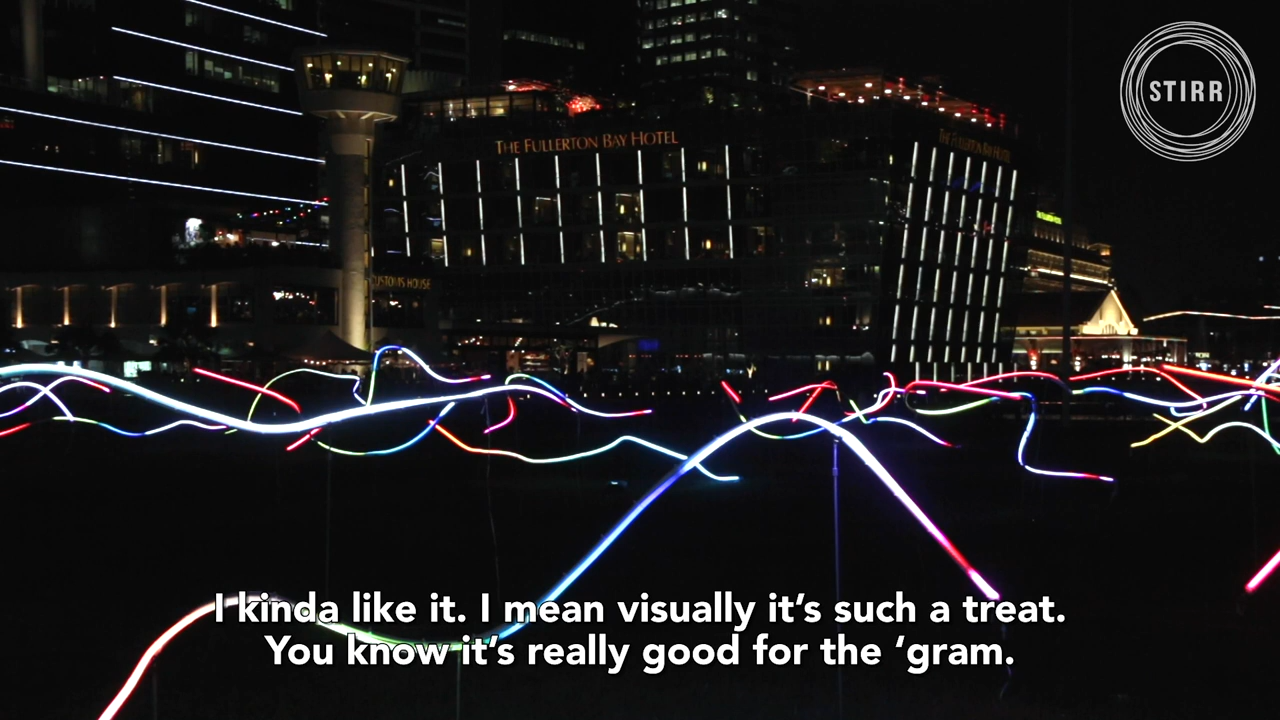 STIRR
THE FULLERTON BAY HOTEL
THE FULLERTON BAY HOTEL
CUSTOMS HOUSE
I kinda like it. I mean visually it's such a treat.
You know it's really good for the ‘gram.